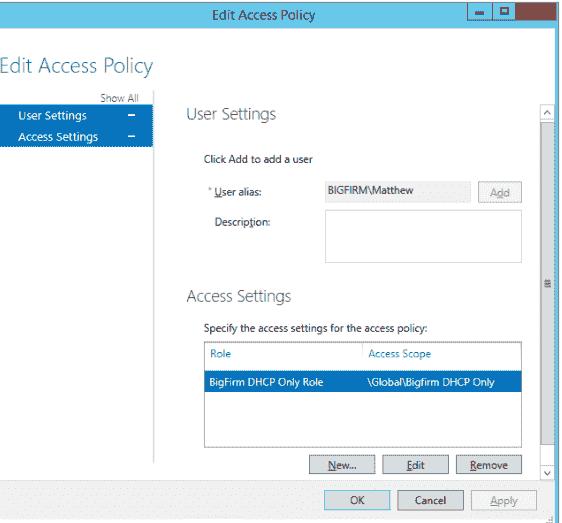 Edit Access Policy
Edit Access Policy
Show All
User Settings
Access Settings
User Settings
Click Add to add a user
* User alias:
BIGFIRM\Matthew
Add
Description:
Access Settings
Specify the access settings for the access policy:
Role Access Scope
BigFirm DHCP Only Role \Global\Bigfirm DHCP Only
New... Edit Remove
OK Cancel Apply